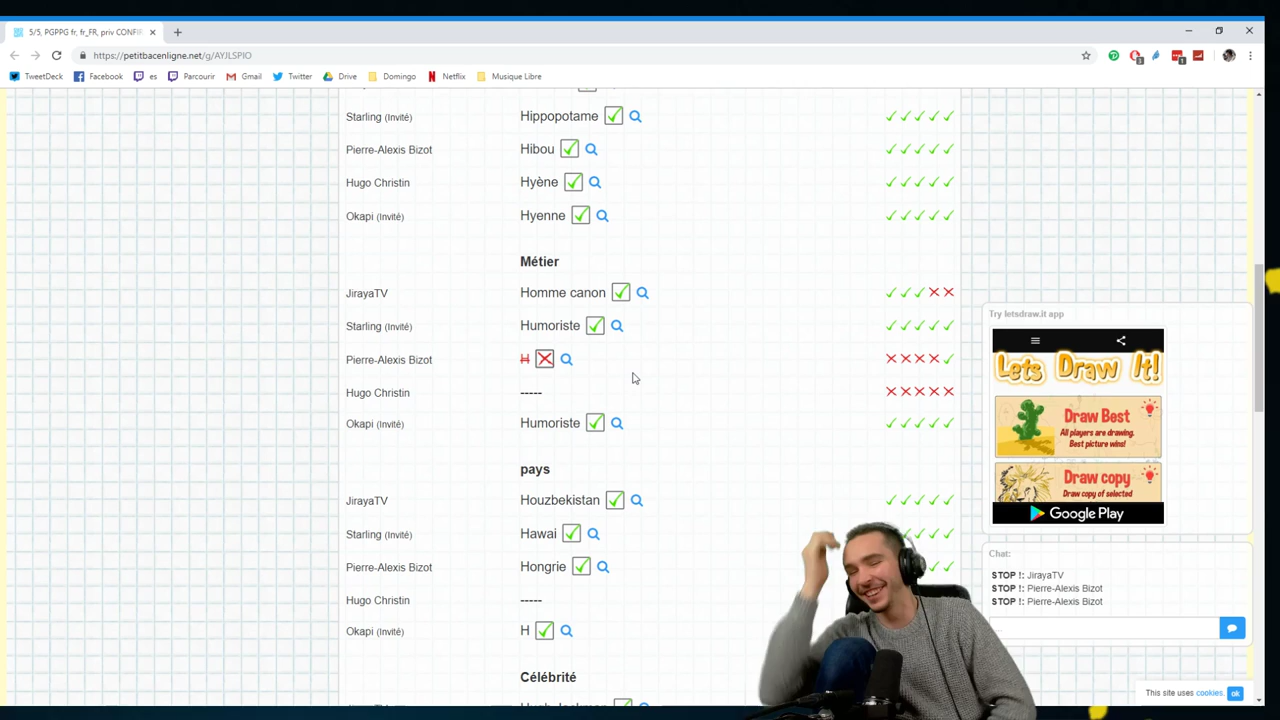 5/5, PGPPG fr, fr_FR, priv CONFIR
https://petitbacenligne.net/g/AYJLSPIO
TweetDeck Facebook es Parcourir Gmail Twitter Drive Domingo Netflix Musique Libre
Starling (Invité) Hippopotame
Pierre-Alexis Bizot Hibou
Hugo Christin Hyène
Okapi (Invité) Hyenne
Métier
JirayaTV Homme canon
Starling (Invité) Humoriste
Pierre-Alexis Bizot H
Hugo Christin -----
Okapi (Invité) Humoriste
pays
JirayaTV Houzbekistan
Starling (Invité) Hawai
Pierre-Alexis Bizot Hongrie
Hugo Christin -----
Okapi (Invité) H
Célébrité
Try letsdraw.it app
Lets Draw It!
Draw Best
All players are drawing.
Best picture wins!
Draw copy
Draw copy of selected
Google Play
Chat:
STOP !: JirayaTV
STOP !: Pierre-Alexis Bizot
STOP !: Pierre-Alexis Bizot
This site uses cookies. ok